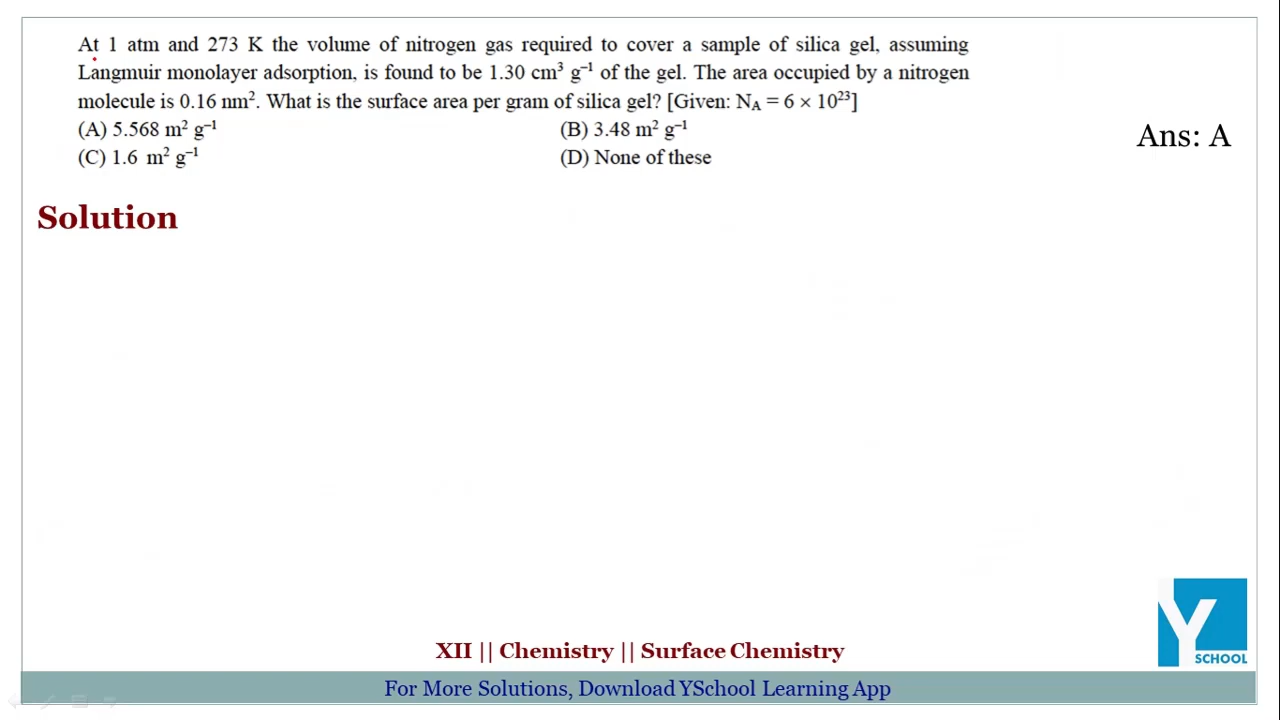 At 1 atm and 273 K the volume of nitrogen gas required to cover a sample of silica gel, assuming
Langmuir monolayer adsorption, is found to be 1.30 cm³ g⁻¹ of the gel. The area occupied by a nitrogen
molecule is 0.16 nm². What is the surface area per gram of silica gel? [Given: N_A = 6 × 10²³]
(A) 5.568 m² g⁻¹ (B) 3.48 m² g⁻¹
(C) 1.6 m² g⁻¹ (D) None of these
Ans: A
Solution
Y SCHOOL
XII || Chemistry || Surface Chemistry
For More Solutions, Download YSchool Learning App